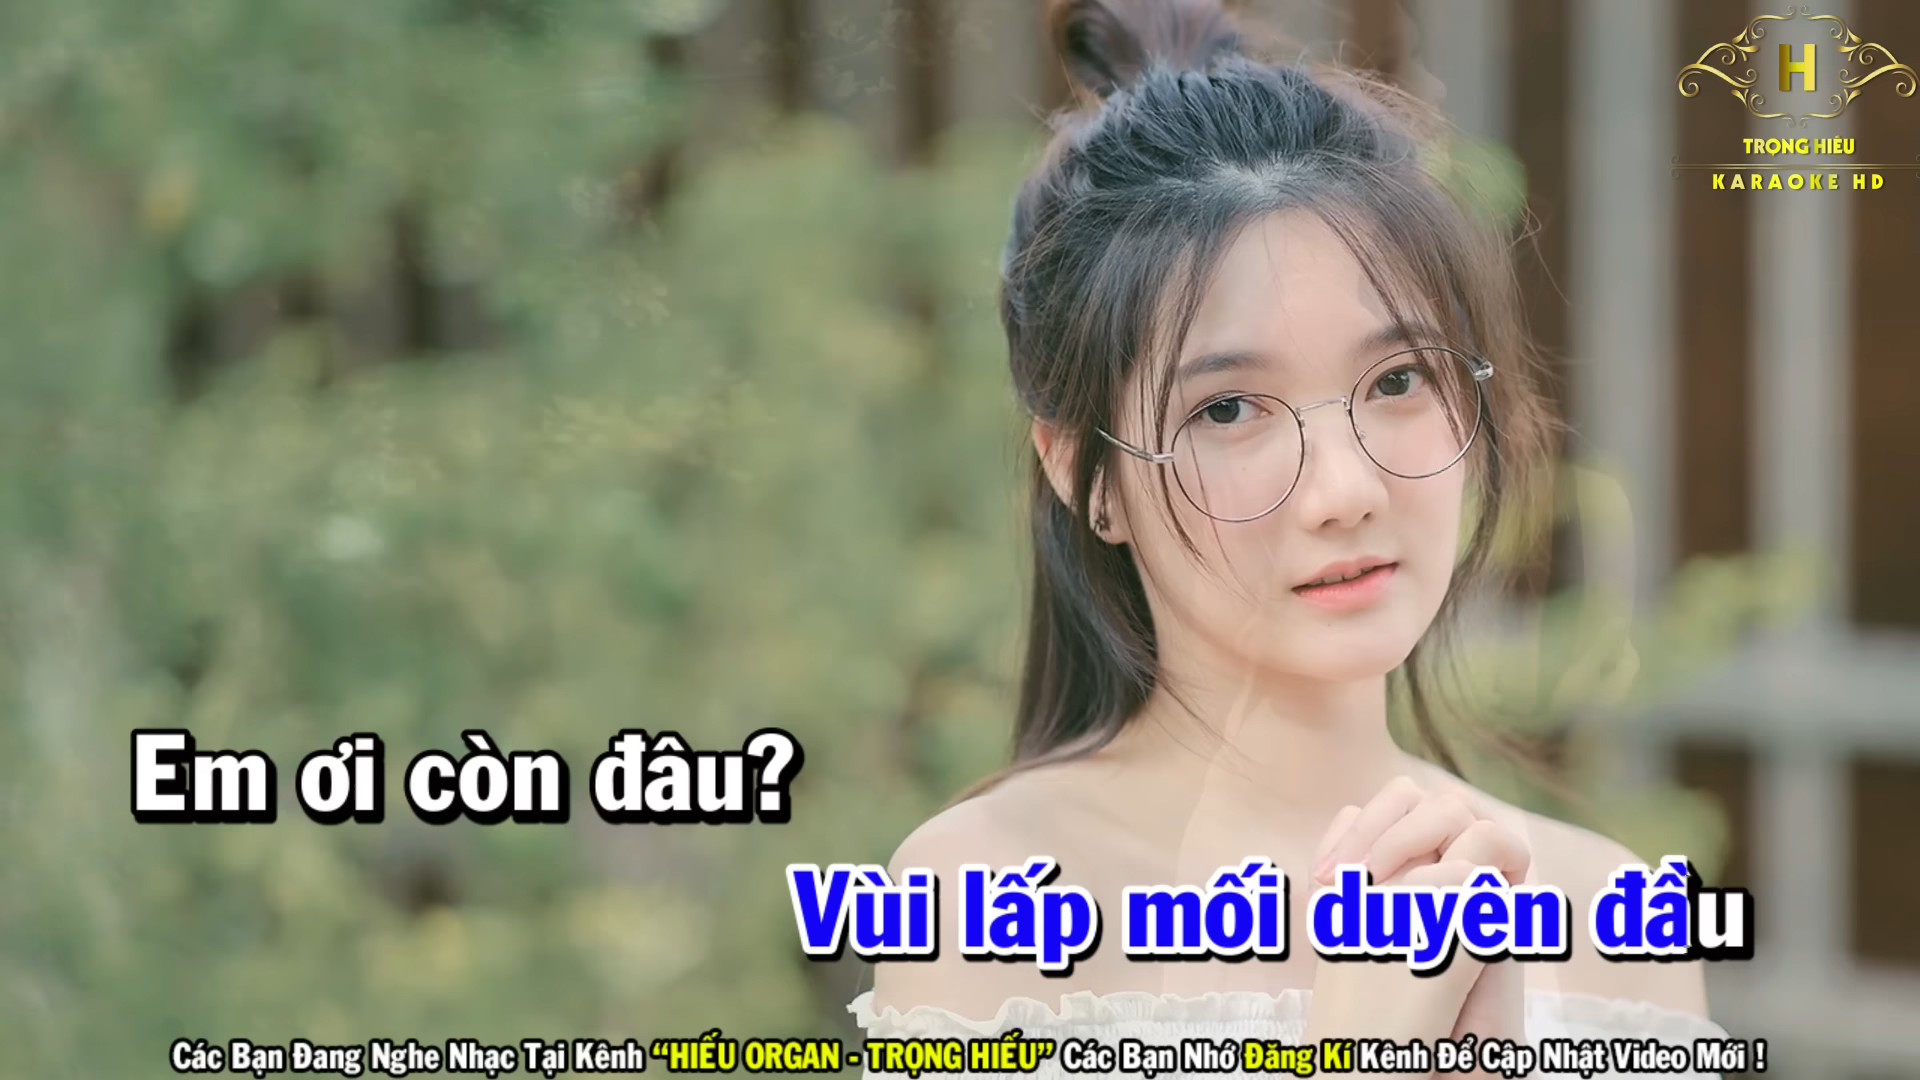 H
TRỌNG HIẾU
KARAOKE HD
Em ơi còn đâu?
Vùi lấp mối duyên đầu
Các Bạn Đang Nghe Nhạc Tại Kênh “HIẾU ORGAN - TRỌNG HIẾU” Các Bạn Nhớ Đăng Kí Kênh Để Cập Nhật Video Mới !